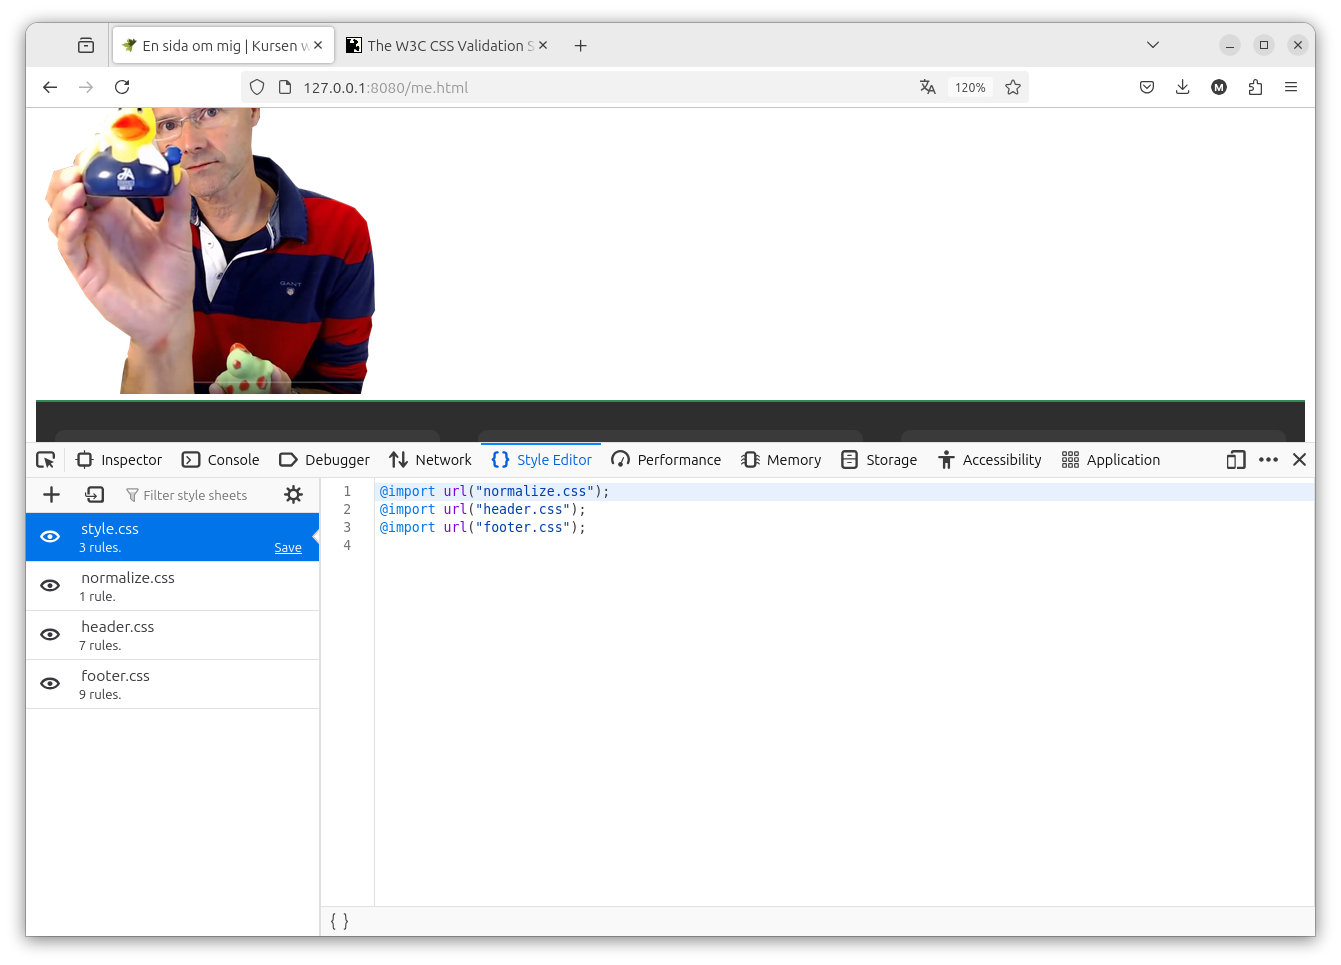 En sida om mig | Kursen w
The W3C CSS Validation S
127.0.0.1:8080/me.html
120%
M
GANT
Inspector
Console
Debugger
Network
Style Editor
Performance
Memory
Storage
Accessibility
Application
Filter style sheets
style.css
3 rules.
Save
normalize.css
1 rule.
header.css
7 rules.
footer.css
9 rules.
1 @import url("normalize.css");
2 @import url("header.css");
3 @import url("footer.css");
4
{ }